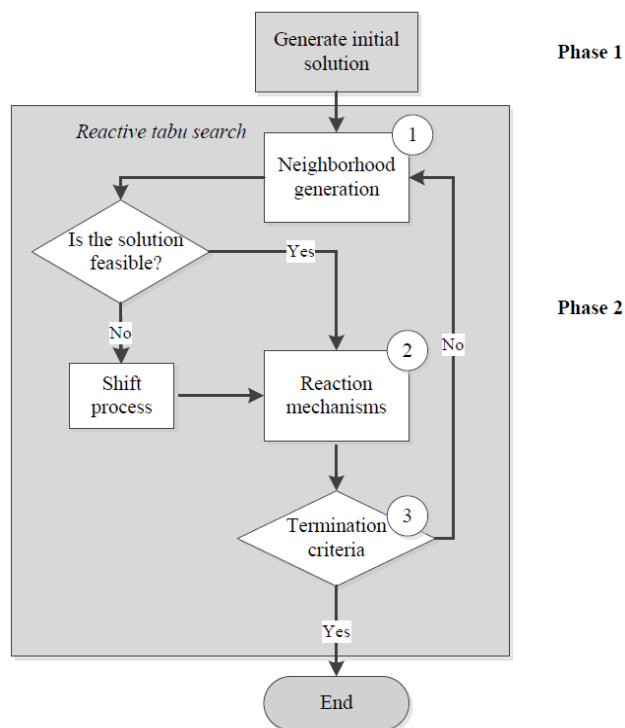 Generate initial
solution
Phase 1
Reactive tabu search
1
Neighborhood
generation
Is the solution
feasible?
Yes
Phase 2
No
2
No
Shift
process
Reaction
mechanisms
3
Termination
criteria
Yes
End